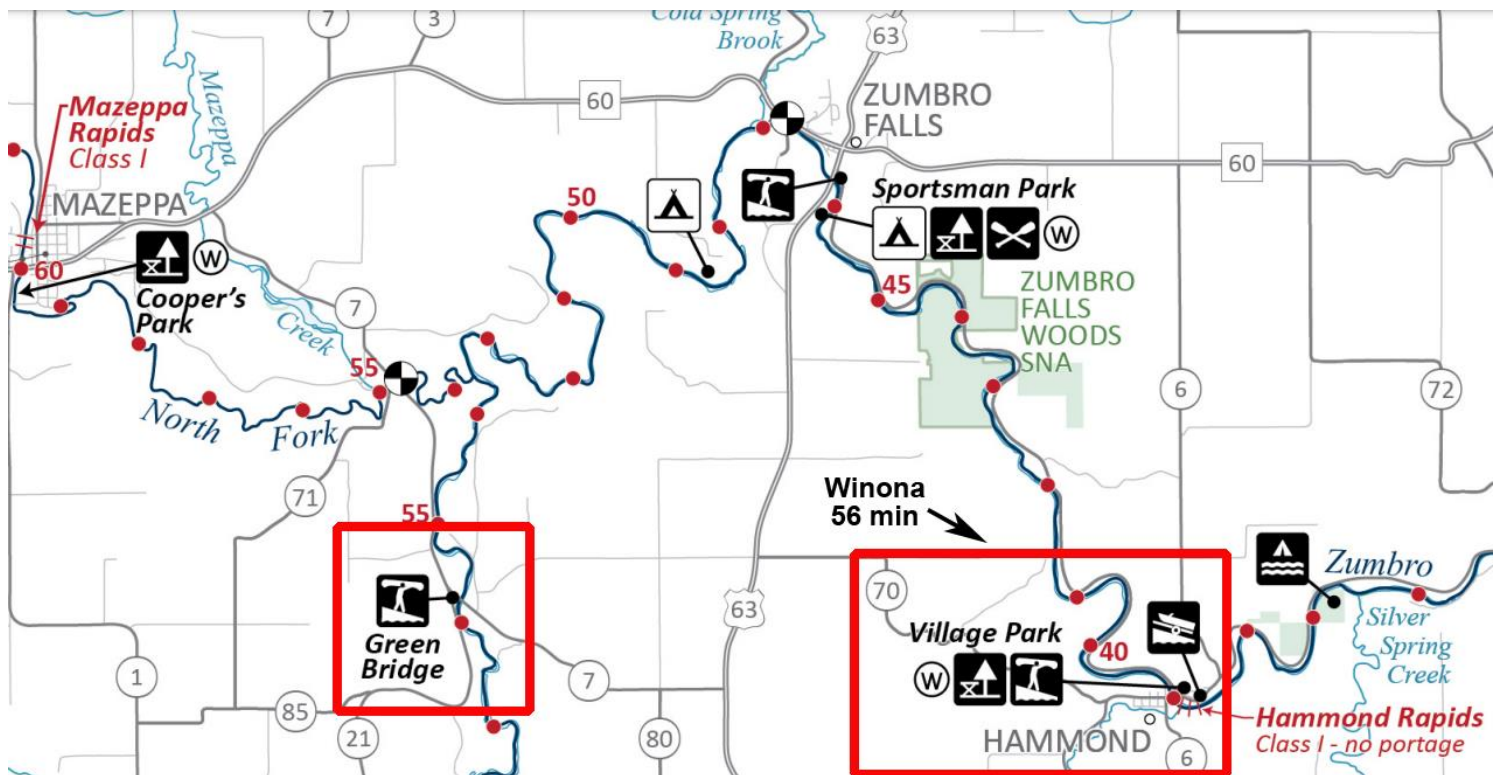 7
3
Cold Spring
Brook
63
Mazeppa
60
ZUMBRO
FALLS
Mazeppa
Rapids
Class I
60
MAZEPPA
50
Sportsman Park
W
W
60
Cooper's
Park
Creek
7
45
ZUMBRO
FALLS
WOODS
SNA
55
6
72
North Fork
71
55
Winona
56 min
70
63
Zumbro
Green
Bridge
Village Park
40
W
Silver
Spring
Creek
1
7
85
21
80
HAMMOND
6
Hammond Rapids
Class I - no portage